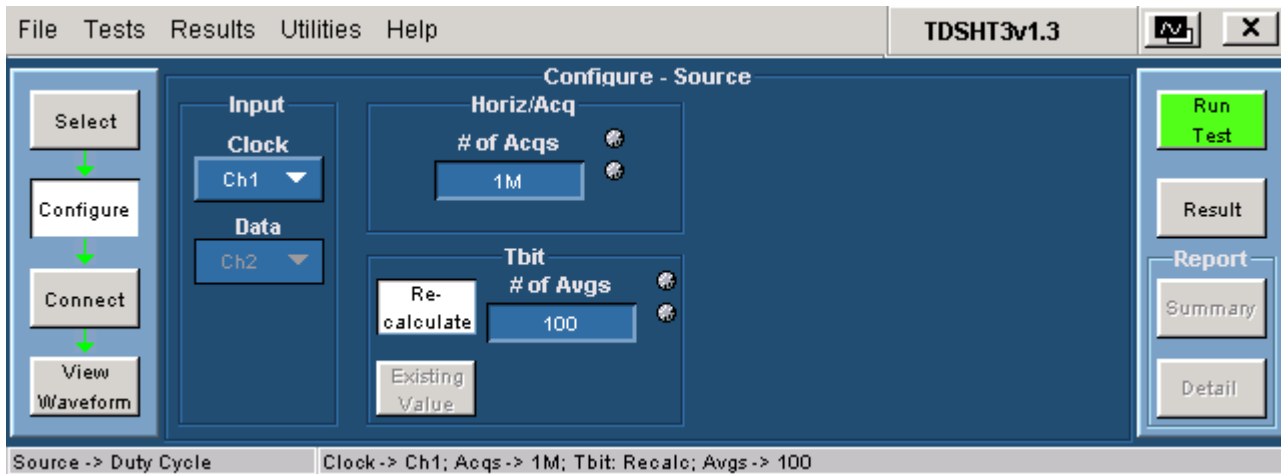 File Tests Results Utilities Help TDSHT3v1.3 X
Configure - Source
Select
Configure
Connect
View
Waveform
Input
Clock
Ch1
Data
Ch2
Horiz/Acq
# of Acqs
1M
Tbit
Re-
calculate
# of Avgs
100
Existing
Value
Run
Test
Result
Report
Summary
Detail
Source -> Duty Cycle Clock -> Ch1; Acqs -> 1M; Tbit: Recalc; Avgs -> 100